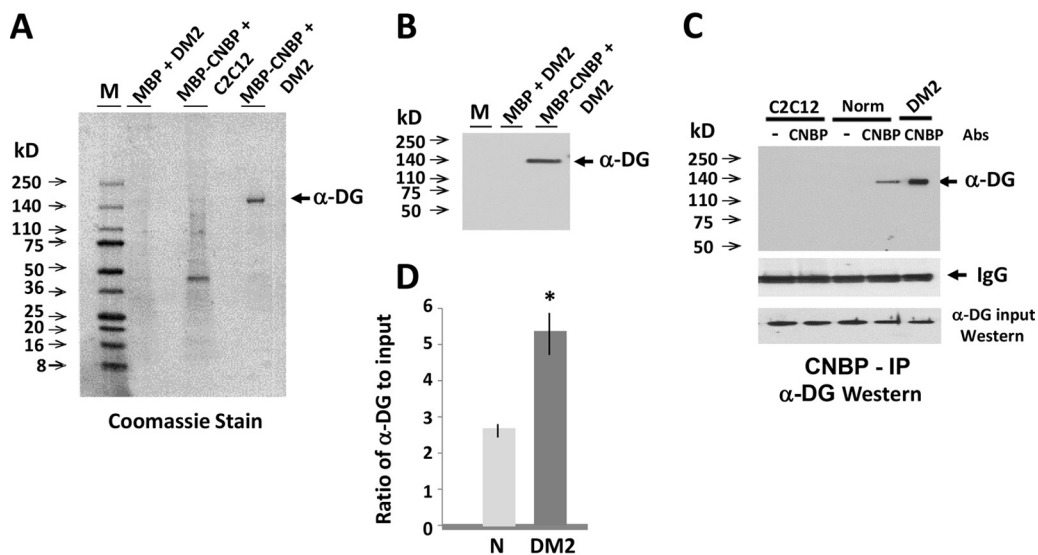 A
M
MBP + DM2
MBP-CNBP +
C2C12
MBP-CNBP +
DM2
kD
250
140
110
75
50
36
25
20
16
8
α-DG
Coomassie Stain
B
M
MBP + DM2
MBP-CNBP +
DM2
kD
250
140
110
75
50
α-DG
D
Ratio of α-DG to input
6
5
4
3
2
1
0
*
N
DM2
C
C2C12
Norm
DM2
-
CNBP
-
CNBP
CNBP
Abs
kD
250
140
110
75
50
α-DG
IgG
α-DG input
Western
CNBP - IP
α-DG Western